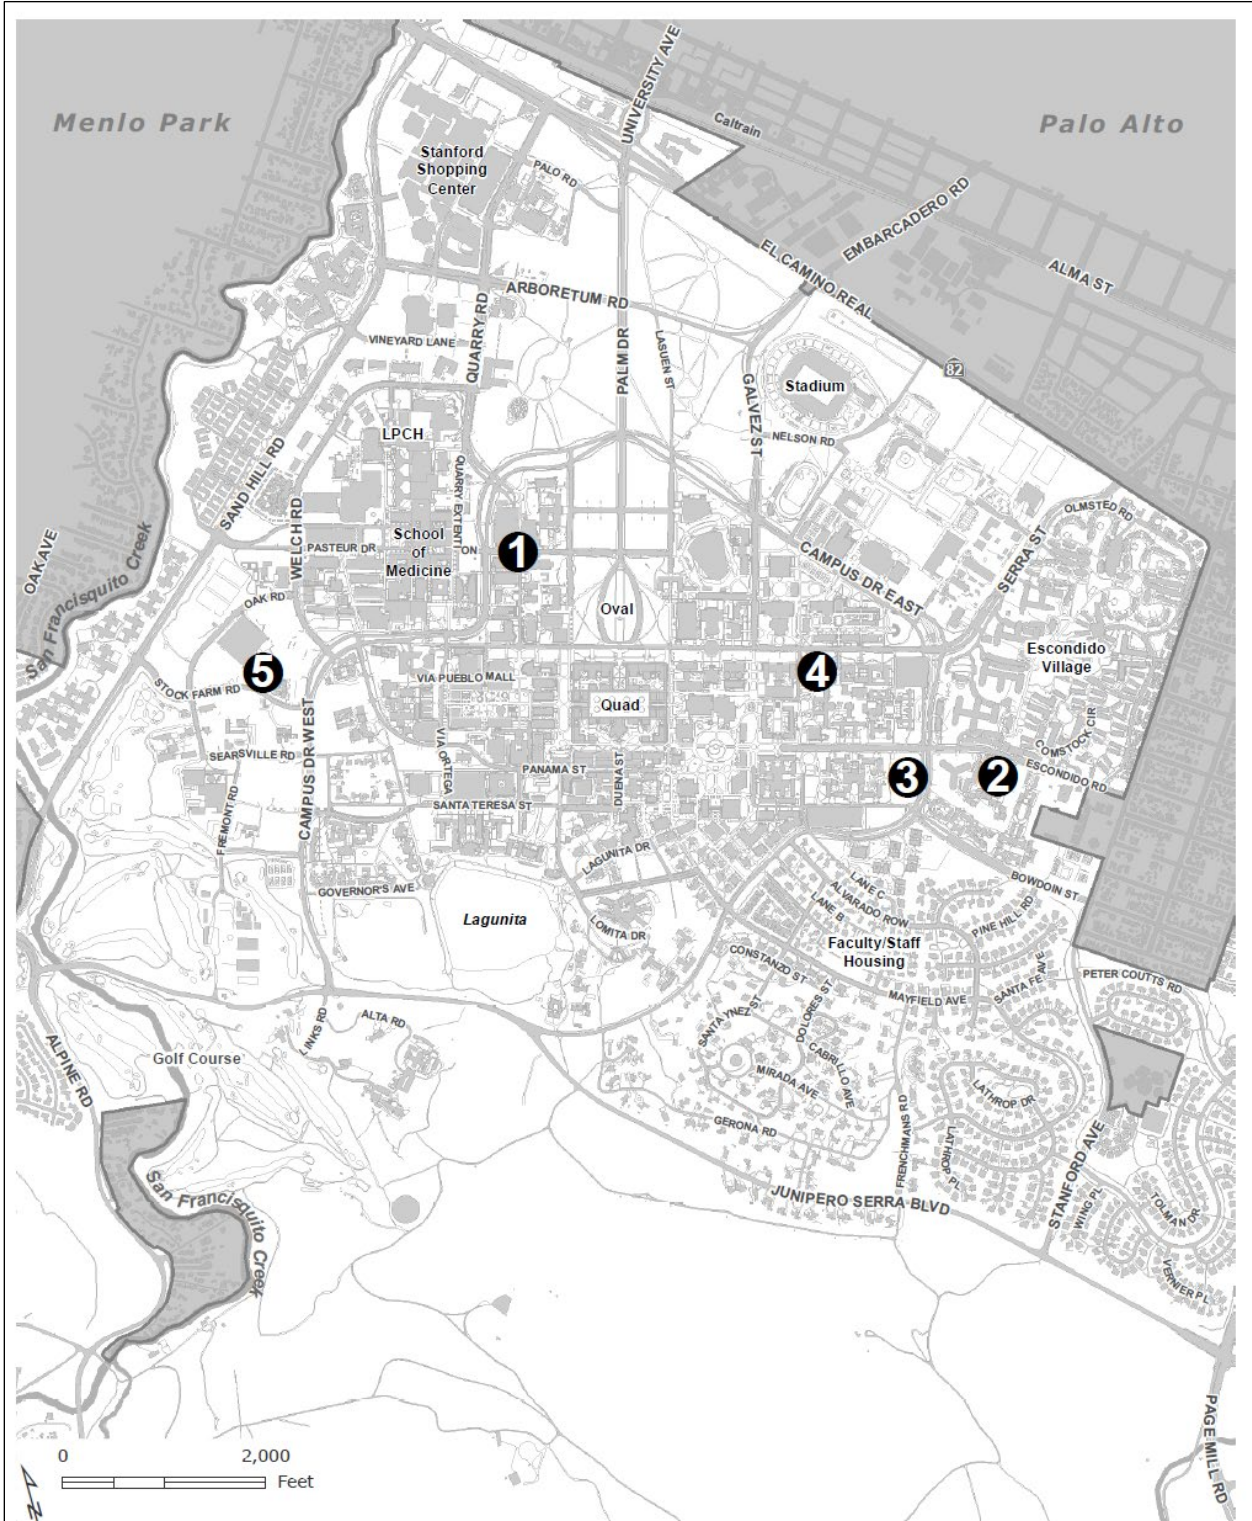 Menlo Park
Palo Alto
UNIVERSITY AVE
Caltrain
Stanford
Shopping
Center
PALO RD
EMBARCADERO RD
EL CAMINO REAL
ALMA ST
ARBORETUM RD
QUARRY RD
PALM DR
LASUEN ST
VINEYARD LANE
82
Stadium
GALVEZ ST
NELSON RD
LPCH
SAND HILL RD
QUARRY EXTENTION
WELCH RD
OLMSTED RD
School
of
Medicine
PASTEUR DR
1
CAMPUS DR EAST
SERRA ST
OAKAVE
San Francisquito Creek
OAK RD
Oval
Escondido
Village
5
4
STOCK FARM RD
VIA PUEBLO MALL
Quad
CAMPUS DR WEST
COMSTOCK CIR
SEARSVILLE RD
VIA ORTEGA
PANAMA ST
DUENA ST
3
2
ESCONDIDO RD
FREMONT RD
SANTA TERESA ST
LAGUNITA DR
GOVERNOR'S AVE
LANE C
ALVARADO ROW
LANE B
BOWDOIN ST
PINE HILL RD
Lagunita
LOMITA DR
Faculty/Staff
Housing
CONSTANZO ST
MAYFIELD AVE
SANTA FE AVE
PETER COUTTS RD
SANTA YNEZ ST
DOLORES ST
LINKS RD
ALTA RD
CABRILLO AVE
ALPINE RD
Golf Course
MIRADA AVE
LATHROP DR
GERONA RD
FRENCHMANS RD
LATHROP PL
STANFORD AVE
San Francisquito Creek
JUNIPERO SERRA BLVD
WING PL
TOLMAN DR
VERNIER PL
PAGE MILL RD
0 2,000
Feet
N